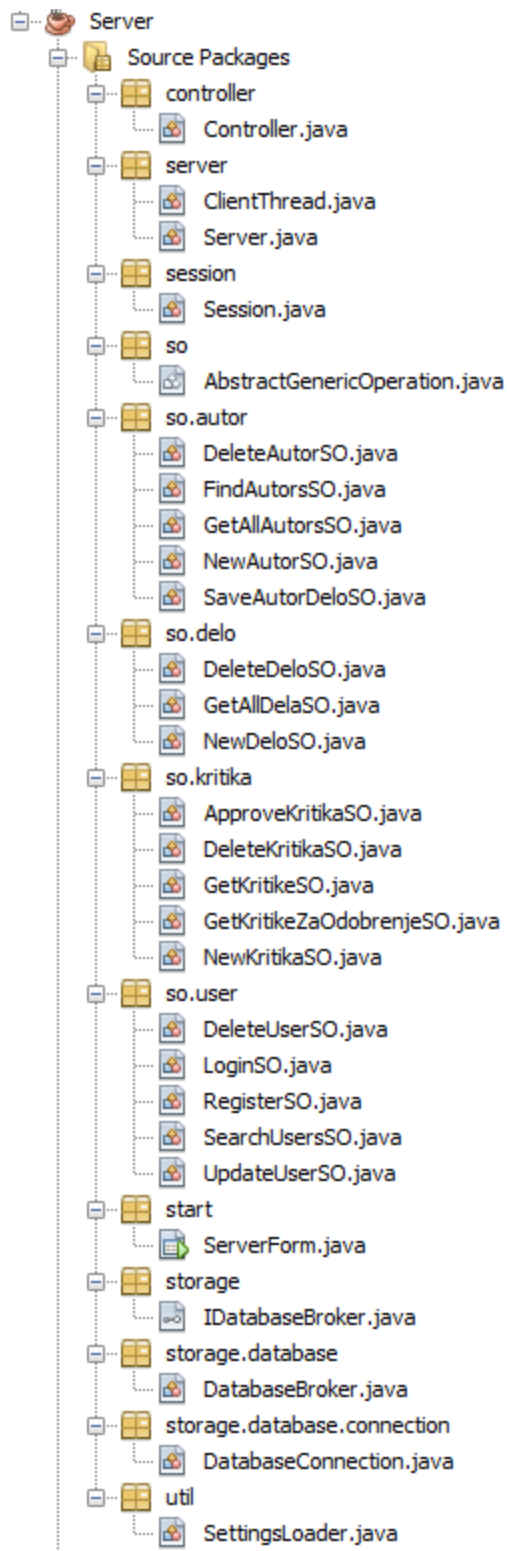 Server
Source Packages
controller
Controller.java
server
ClientThread.java
Server.java
session
Session.java
so
AbstractGenericOperation.java
so.autor
DeleteAutorSO.java
FindAutorsSO.java
GetAllAutorsSO.java
NewAutorSO.java
SaveAutorDeloSO.java
so.delo
DeleteDeloSO.java
GetAllDelaSO.java
NewDeloSO.java
so.kritika
ApproveKritikaSO.java
DeleteKritikaSO.java
GetKritikeSO.java
GetKritikeZaOdobrenjeSO.java
NewKritikaSO.java
so.user
DeleteUserSO.java
LoginSO.java
RegisterSO.java
SearchUsersSO.java
UpdateUserSO.java
start
ServerForm.java
storage
IDatabaseBroker.java
storage.database
DatabaseBroker.java
storage.database.connection
DatabaseConnection.java
util
SettingsLoader.java